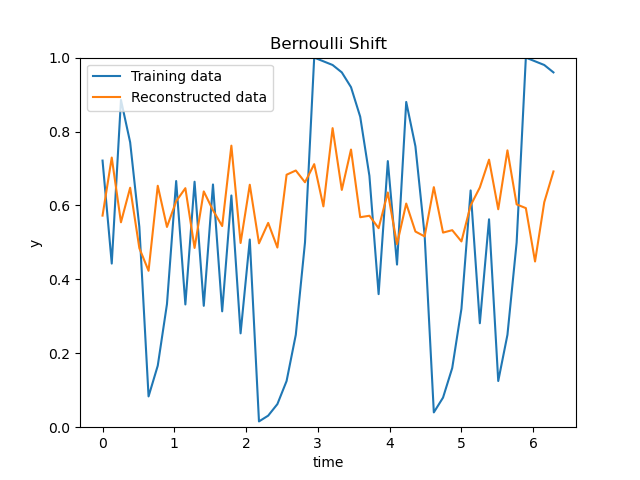 Bernoulli Shift
Training data
Reconstructed data
1.0
0.8
0.6
0.4
0.2
0.0
y
0 1 2 3 4 5 6
time